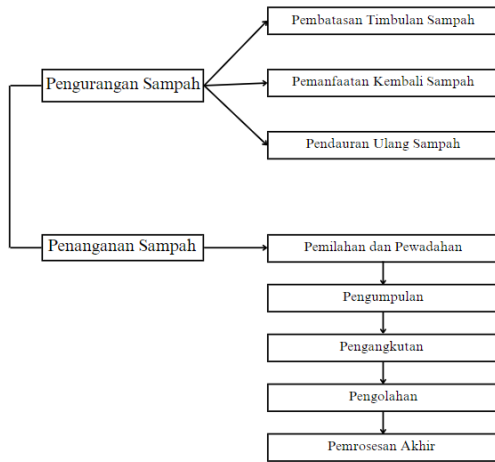 Pembatasan Timbulan Sampah
Pengurangan Sampah
Pemanfaatan Kembali Sampah
Pendauran Ulang Sampah
Penanganan Sampah
Pemilahan dan Pewadahan
Pengumpulan
Pengangkutan
Pengolahan
Pemrosesan Akhir